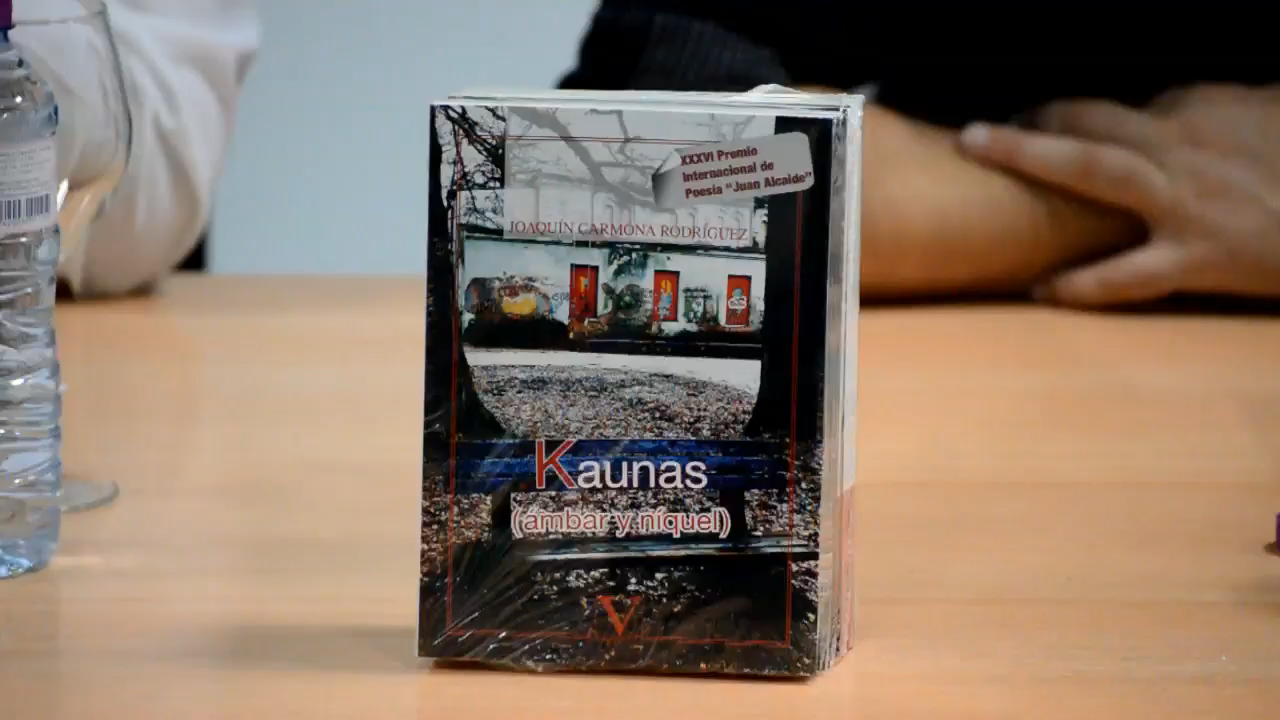 XXXVI Premio
Internacional de
Poesía "Juan Alcaide"
JOAQUÍN CARMONA RODRÍGUEZ
Kaunas
(ámbar y níquel)
V